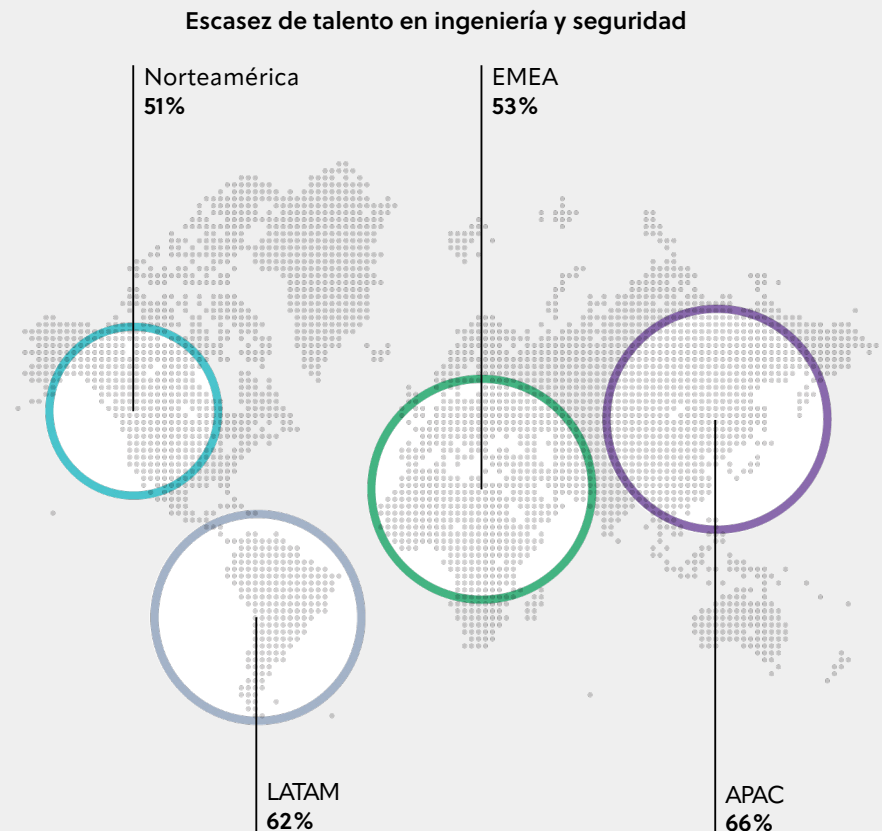 Escasez de talento en ingeniería y seguridad
Norteamérica
51%
EMEA
53%
LATAM
62%
APAC
66%